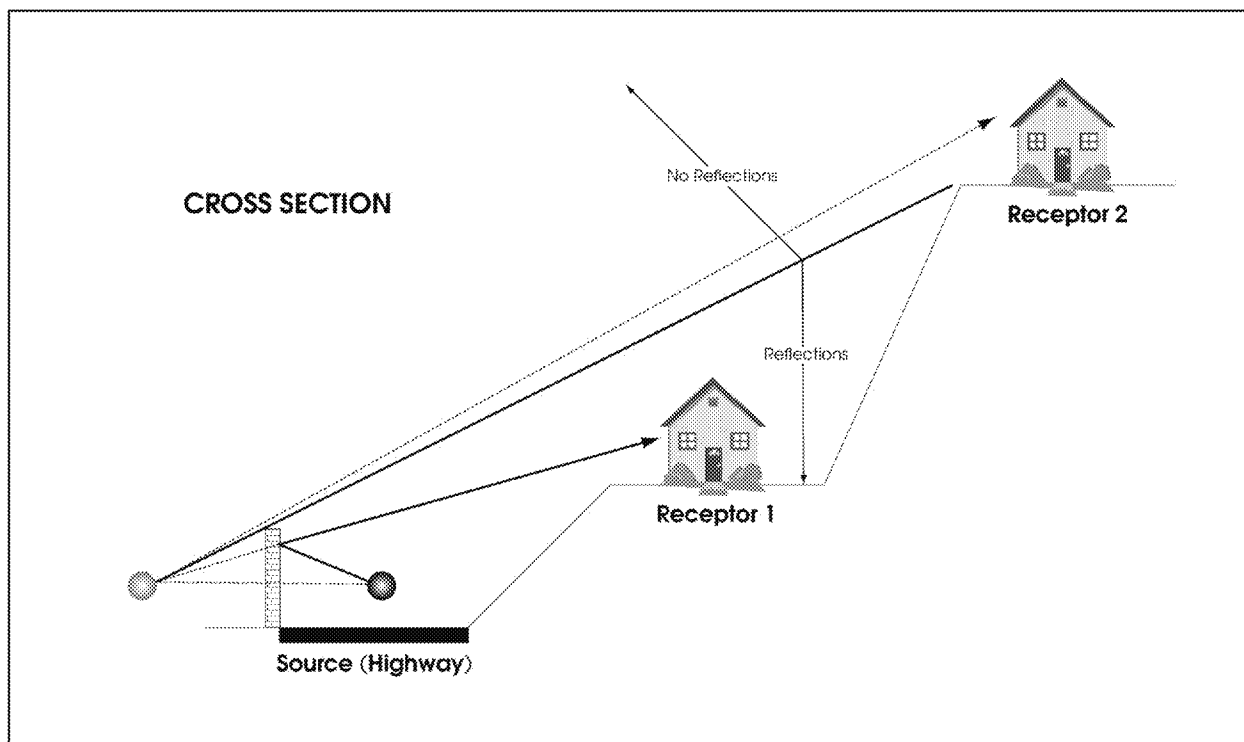 No Reflections
CROSS SECTION
Receptor 2
Reflections
Receptor 1
Source (Highway)